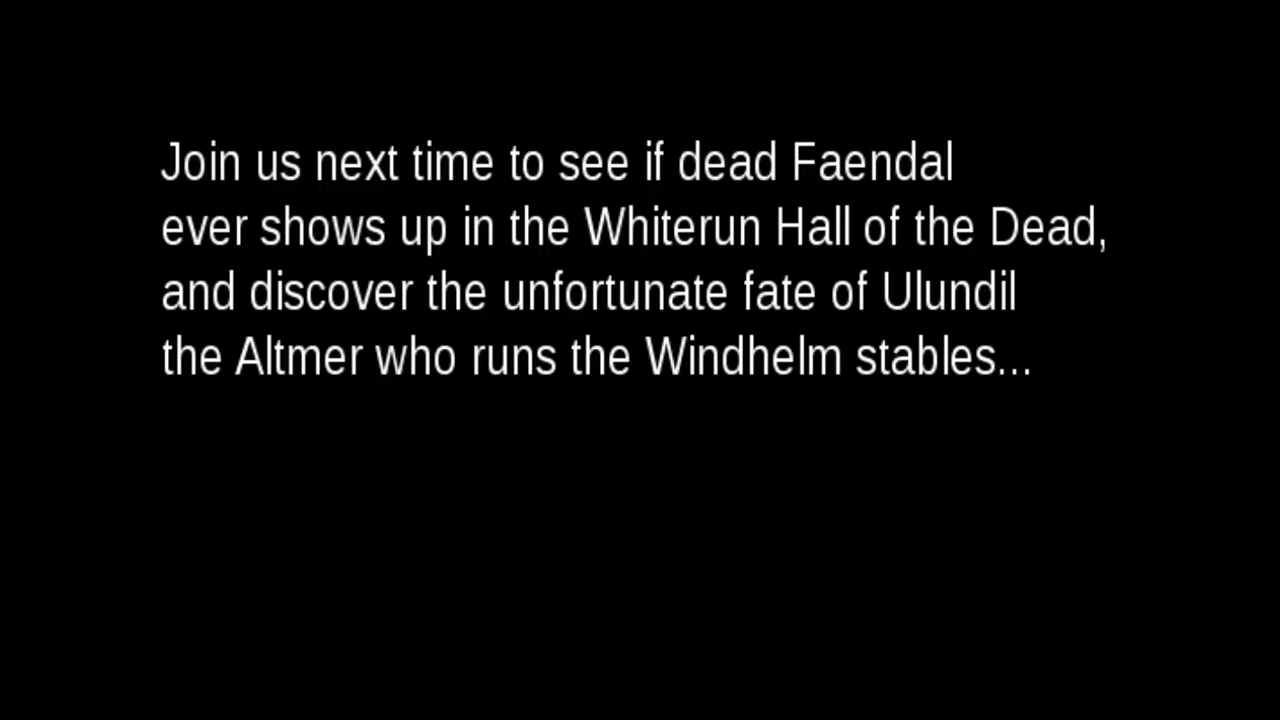 Join us next time to see if dead Faendal
ever shows up in the Whiterun Hall of the Dead,
and discover the unfortunate fate of Ulundil
the Altmer who runs the Windhelm stables...